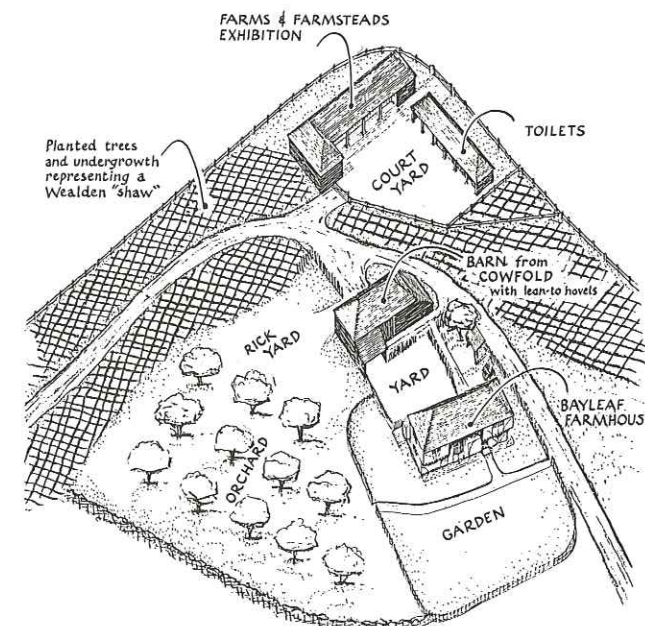 FARMS & FARMSTEADS
EXHIBITION
TOILETS
Planted trees
and undergrowth
representing a
Wealden "shaw"
COURT
YARD
BARN from
COWFOLD
with lean-to hovels
RICK
YARD
YARD
BAYLEAF
FARMHOUS
ORCHARD
GARDEN